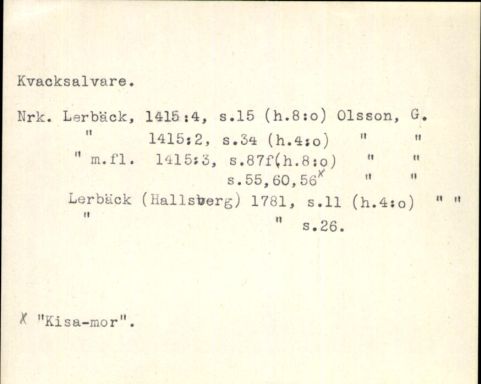 Kvacksalvare.
Nrk. Lerbäck, 1415:4, s.15 (h.8:o) Olsson, G.
" 1415:2, s.34 (h.4:o) " "
" m.fl. 1415:3, s.87f(h.8:o) " "
s.55,60,56x " "
Lerbäck (Hallsberg) 1781, s.11 (h.4:o) " "
" " s.26.
x "Kisa-mor".